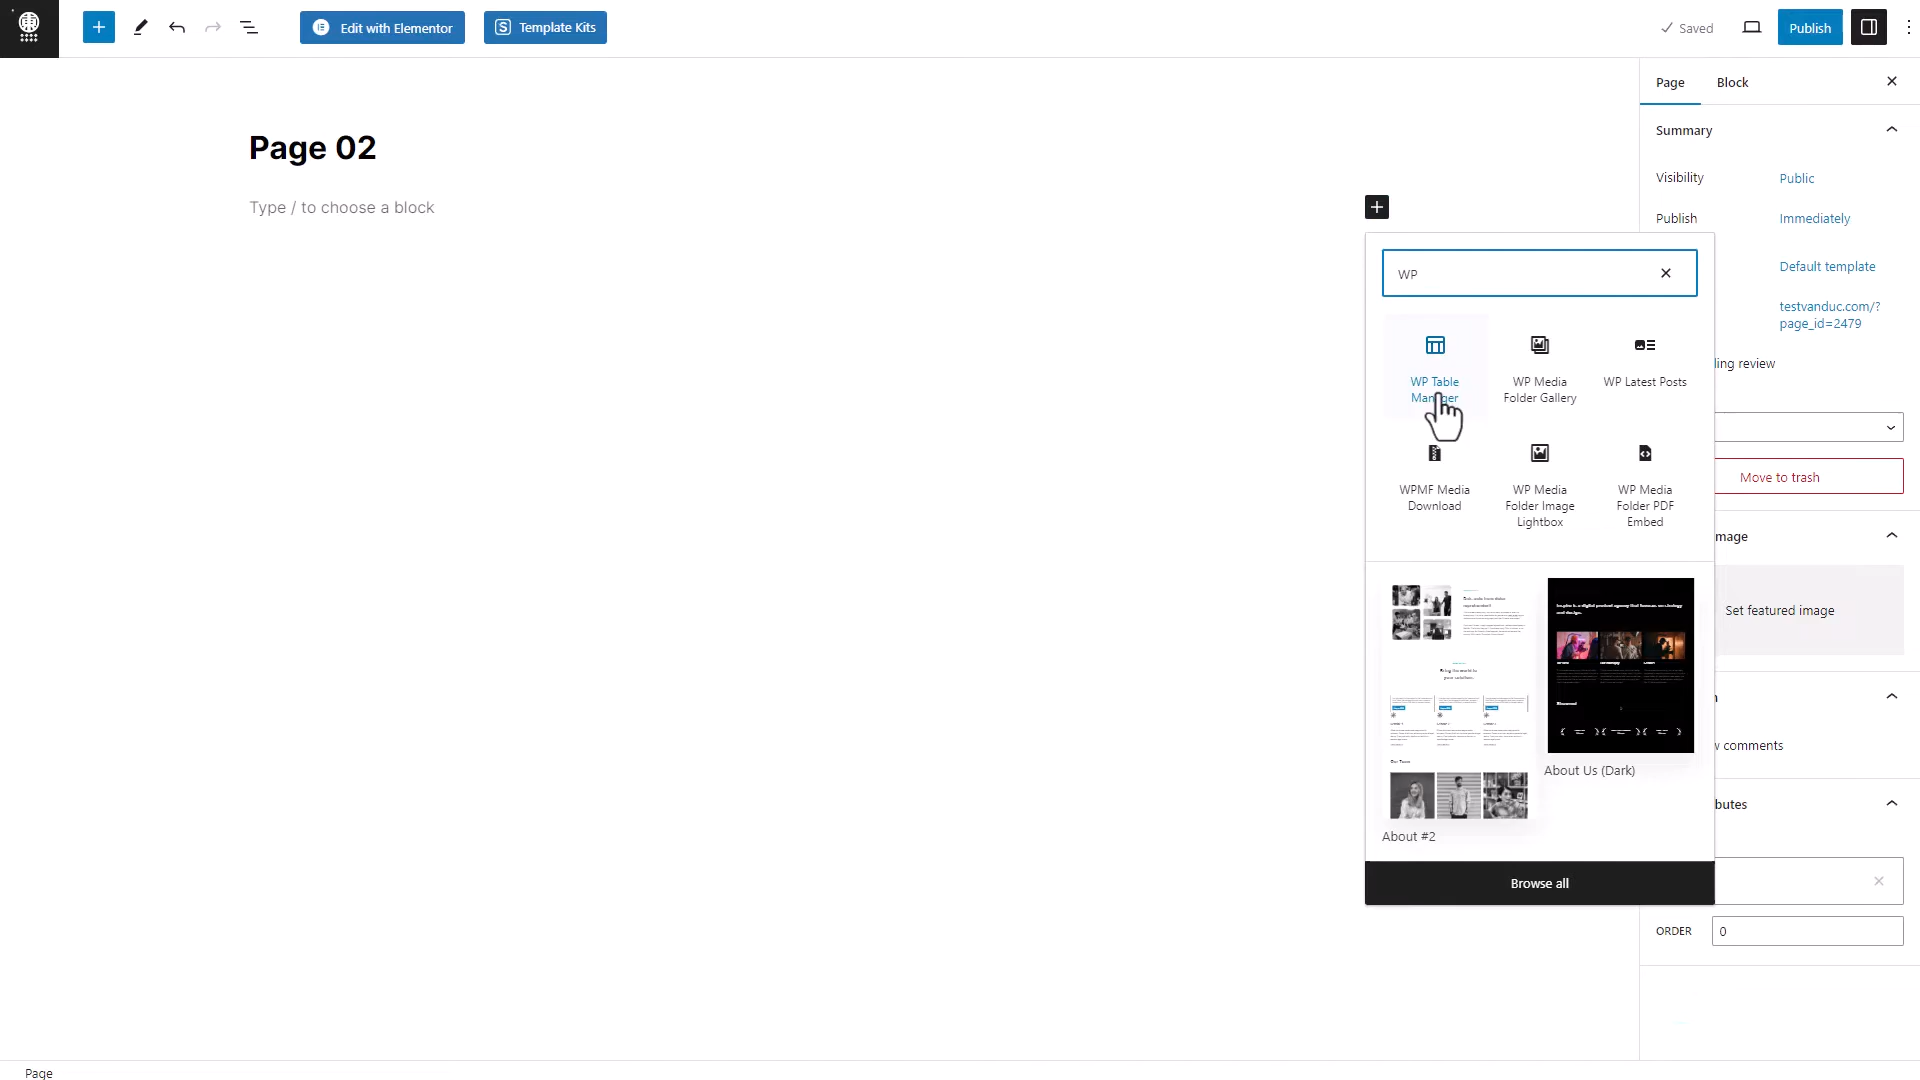 Edit with Elementor
Template Kits
Saved
Publish
Page
Block
Page 02
Summary
Type / to choose a block
Visibility
Public
Publish
Immediately
WP
Default template
testvanduc.com/?
page_id=2479
ling review
WP Table
Manager
WP Media
Folder Gallery
WP Latest Posts
Move to trash
WPMF Media
Download
WP Media
Folder Image
Lightbox
WP Media
Folder PDF
Embed
mage
Set featured image
w comments
About Us (Dark)
butes
Our Team
About #2
Browse all
ORDER
0
Page